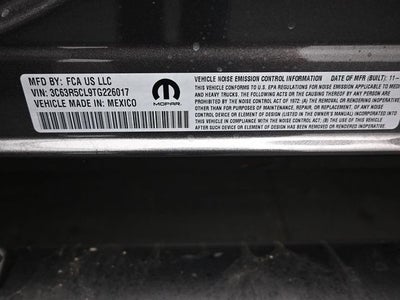 MFD BY: FCA US LLC
VIN: 3C63R5CL9TG226017
VEHICLE MADE IN: MEXICO
MOPAR
VEHICLE NOISE EMISSION CONTROL INFORMATION DATE OF MFR (BUILT): 11-
THIS VEHICLE CONFORMS TO U.S. EPA REGULATIONS FOR NOISE EMISSION APPLICABLE TO MED
AND HEAVY TRUCKS. THE FOLLOWING ACTS OR THE CAUSING THEREOF BY ANY PERSON ARE
PROHIBITED BY THE NOISE CONTROL ACT OF 1972: (A) THE REMOVAL OR RENDERING INOPERATIVE,
OTHER THAN FOR PURPOSES OF MAINTENANCE, REPAIR, OR REPLACEMENT, OF ANY NOISE
CONTROL DEVICE OR ELEMENT OF DESIGN (LISTED IN THE OWNER'S MANUAL) INCORPORATED INTO
THIS VEHICLE IN COMPLIANCE WITH THE NOISE CONTROL ACT. (B) THE USE OF THIS VEHICLE AFTER
SUCH DEVICE OR ELEMENT OF DESIGN HAS BEEN REMOVED OR RENDERED INOPERATIVE.